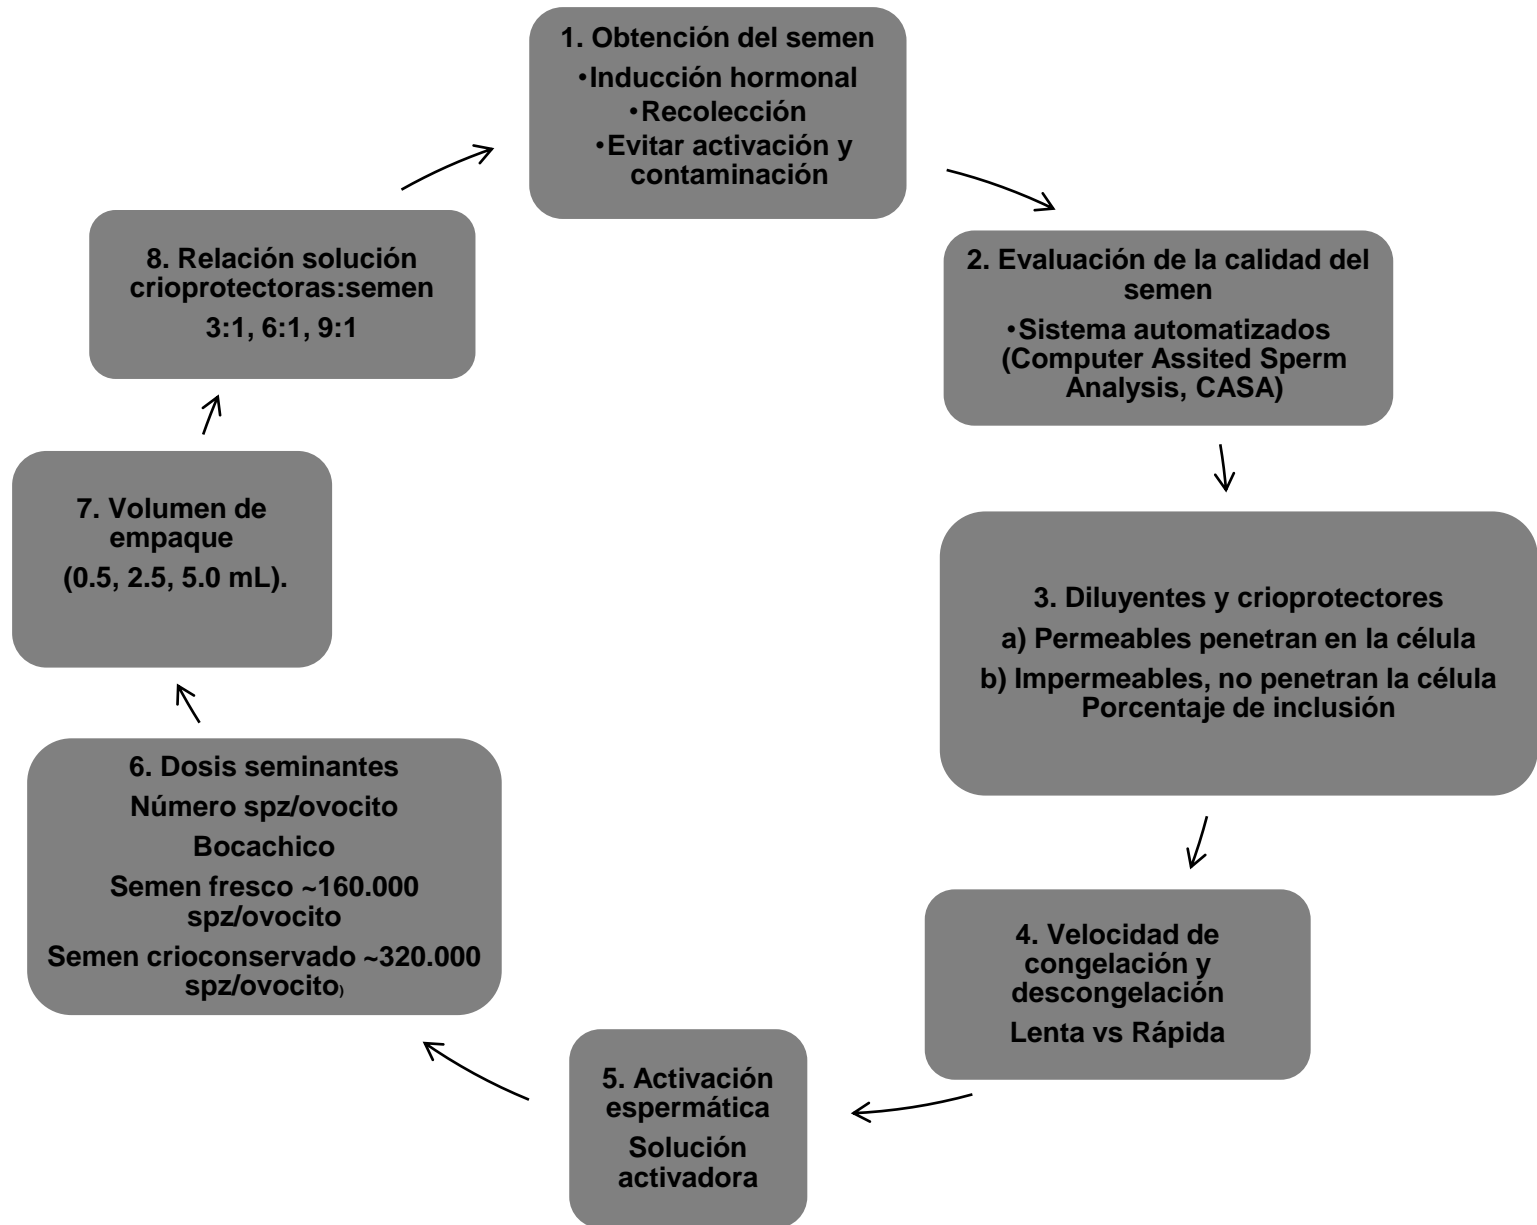 1. Obtención del semen
•Inducción hormonal
•Recolección
•Evitar activación y
contaminación
2. Evaluación de la calidad del
semen
•Sistema automatizados
(Computer Assited Sperm
Analysis, CASA)
3. Diluyentes y crioprotectores
a) Permeables penetran en la célula
b) Impermeables, no penetran la célula
Porcentaje de inclusión
4. Velocidad de
congelación y
descongelación
Lenta vs Rápida
5. Activación
espermática
Solución
activadora
6. Dosis seminantes
Número spz/ovocito
Bocachico
Semen fresco ~160.000
spz/ovocito
Semen crioconservado ~320.000
spz/ovocito)
7. Volumen de
empaque
(0.5, 2.5, 5.0 mL).
8. Relación solución
crioprotectoras:semen
3:1, 6:1, 9:1